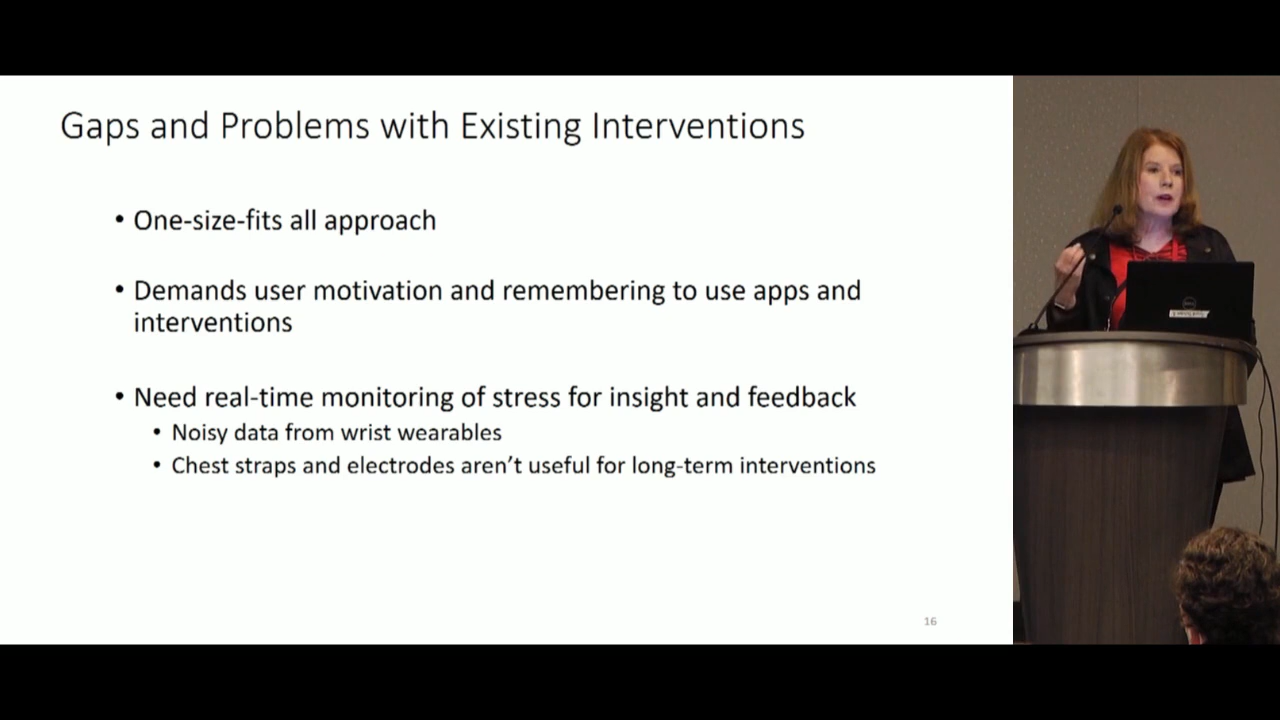 Gaps and Problems with Existing Interventions
• One-size-fits all approach
• Demands user motivation and remembering to use apps and
interventions
• Need real-time monitoring of stress for insight and feedback
• Noisy data from wrist wearables
• Chest straps and electrodes aren't useful for long-term interventions
16
DELL